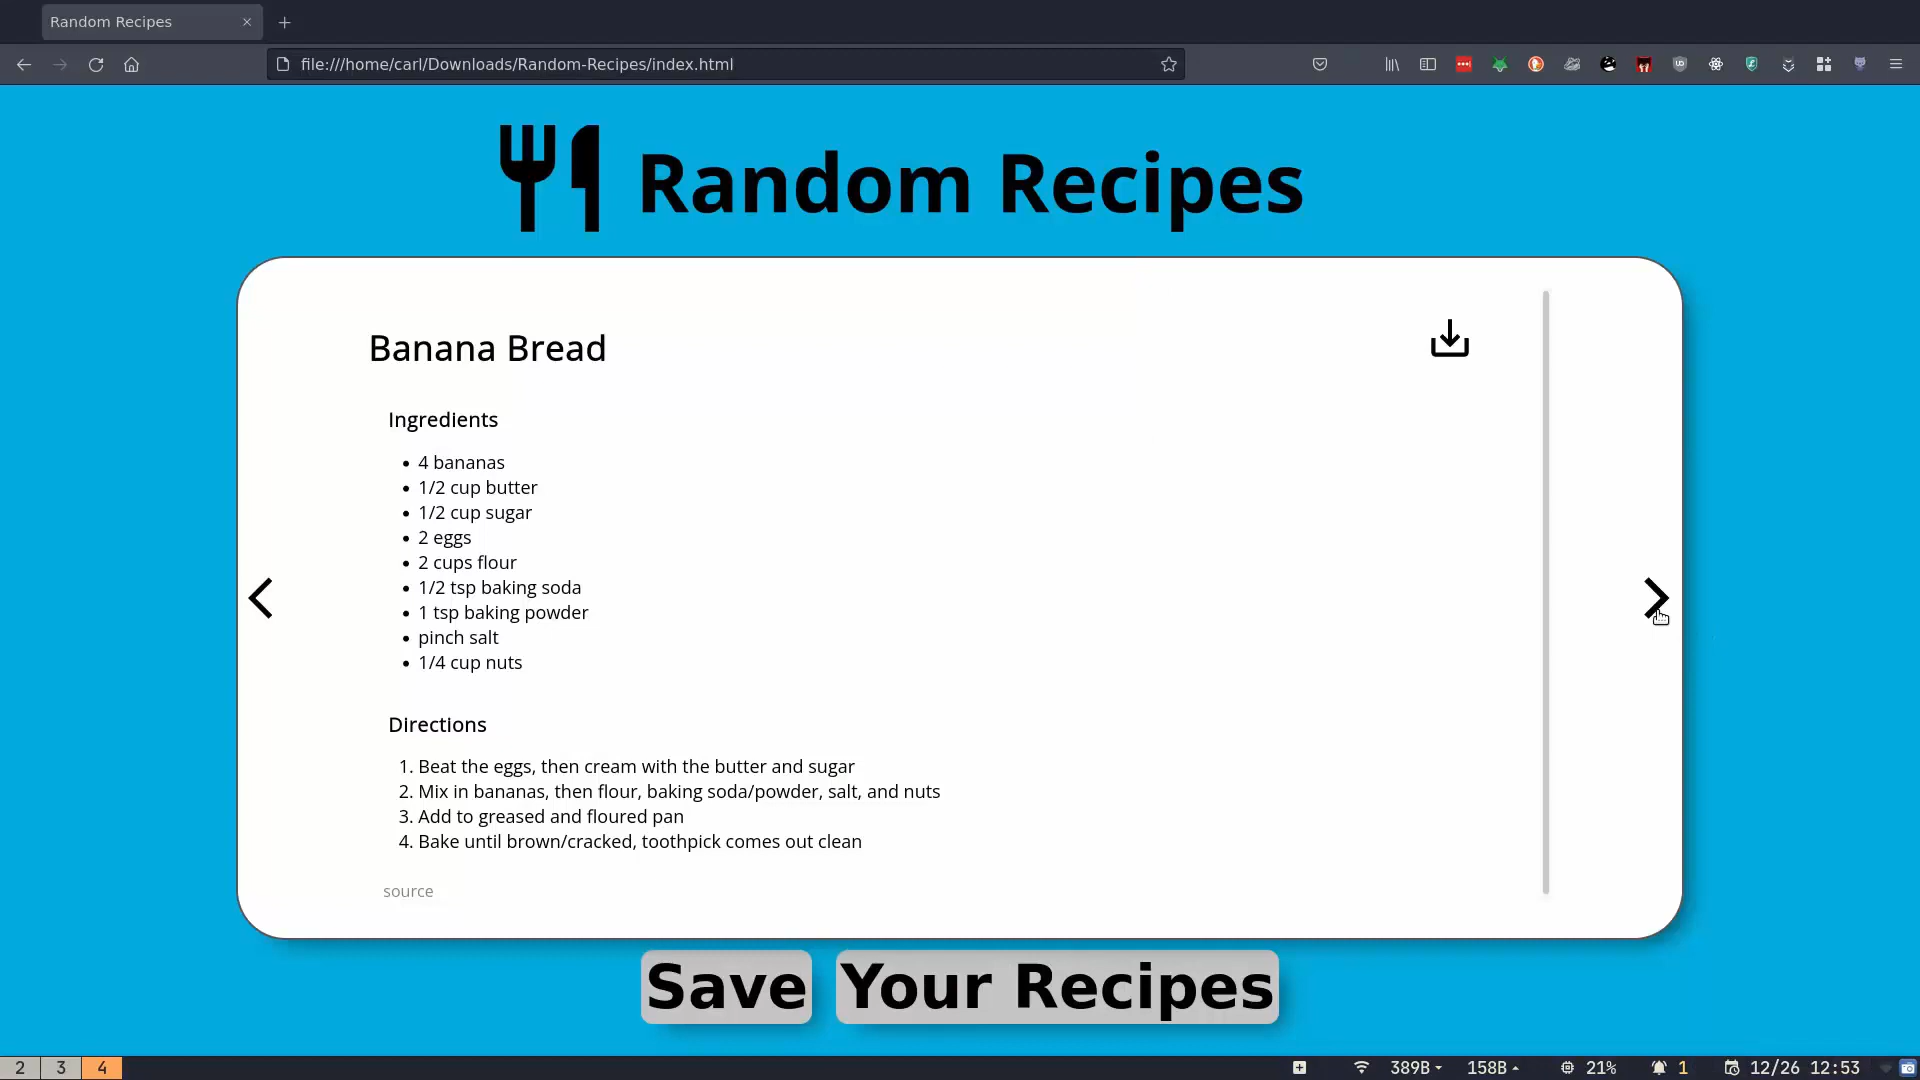 Random Recipes
file:///home/carl/Downloads/Random-Recipes/index.html
Random Recipes
Banana Bread
Ingredients
4 bananas
1/2 cup butter
1/2 cup sugar
2 eggs
2 cups flour
1/2 tsp baking soda
1 tsp baking powder
pinch salt
1/4 cup nuts
Directions
1. Beat the eggs, then cream with the butter and sugar
2. Mix in bananas, then flour, baking soda/powder, salt, and nuts
3. Add to greased and floured pan
4. Bake until brown/cracked, toothpick comes out clean
source
Save Your Recipes
2 3 4 389B 158B 21% 1 12/26 12:53